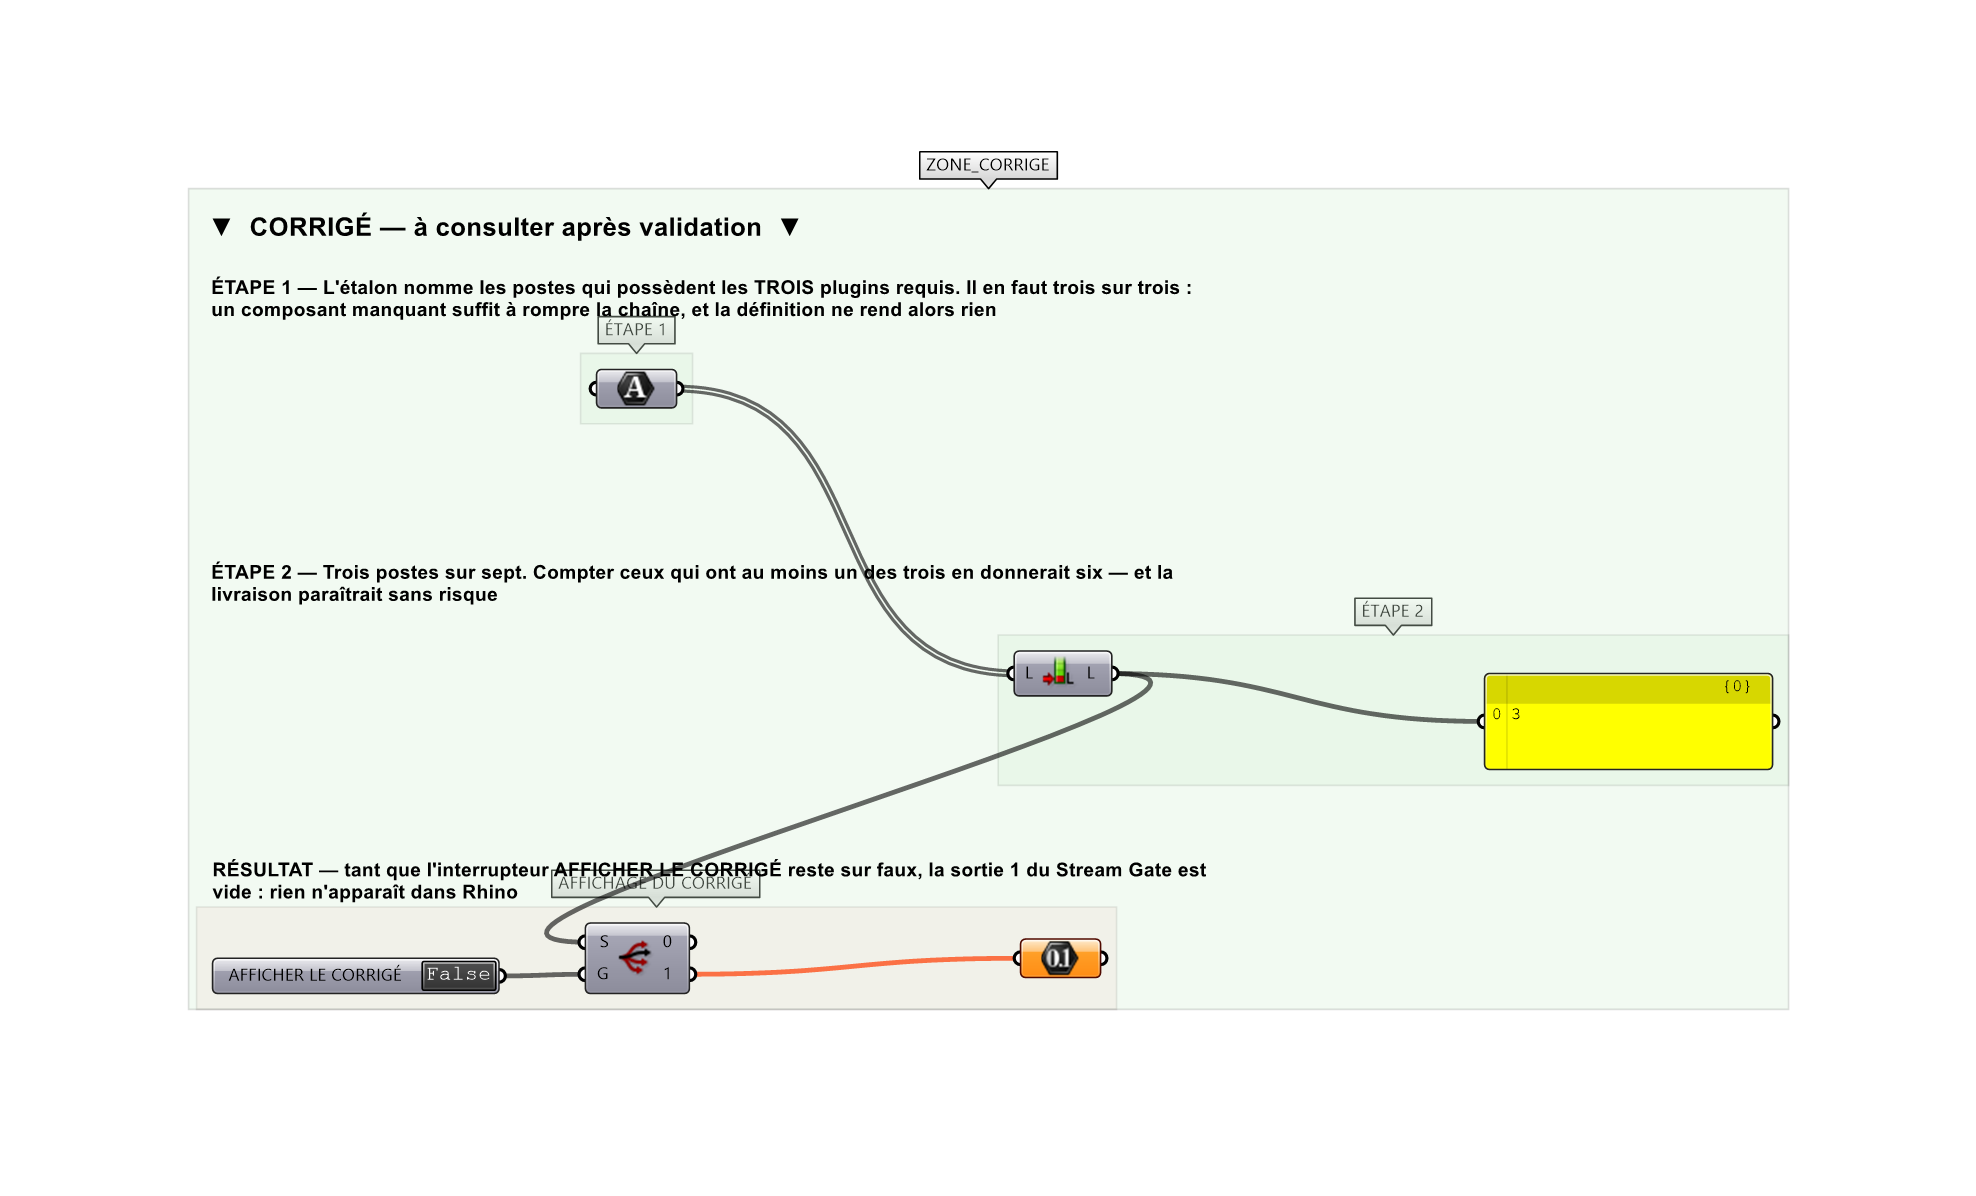 ZONE_CORRIGE
▼ CORRIGÉ — à consulter après validation ▼
ÉTAPE 1 — L'étalon nomme les postes qui possèdent les TROIS plugins requis. Il en faut trois sur trois :
un composant manquant suffit à rompre la chaîne, et la définition ne rend alors rien
ÉTAPE 1
A
ÉTAPE 2 — Trois postes sur sept. Compter ceux qui ont au moins un des trois en donnerait six — et la
livraison paraîtrait sans risque
ÉTAPE 2
L L L
{0}
0 3
RÉSULTAT — tant que l'interrupteur AFFICHER LE CORRIGÉ reste sur faux, la sortie 1 du Stream Gate est
vide : rien n'apparaît dans Rhino
AFFICHAGE DU CORRIGÉ
S 0
G 1
AFFICHER LE CORRIGÉ False
0.1